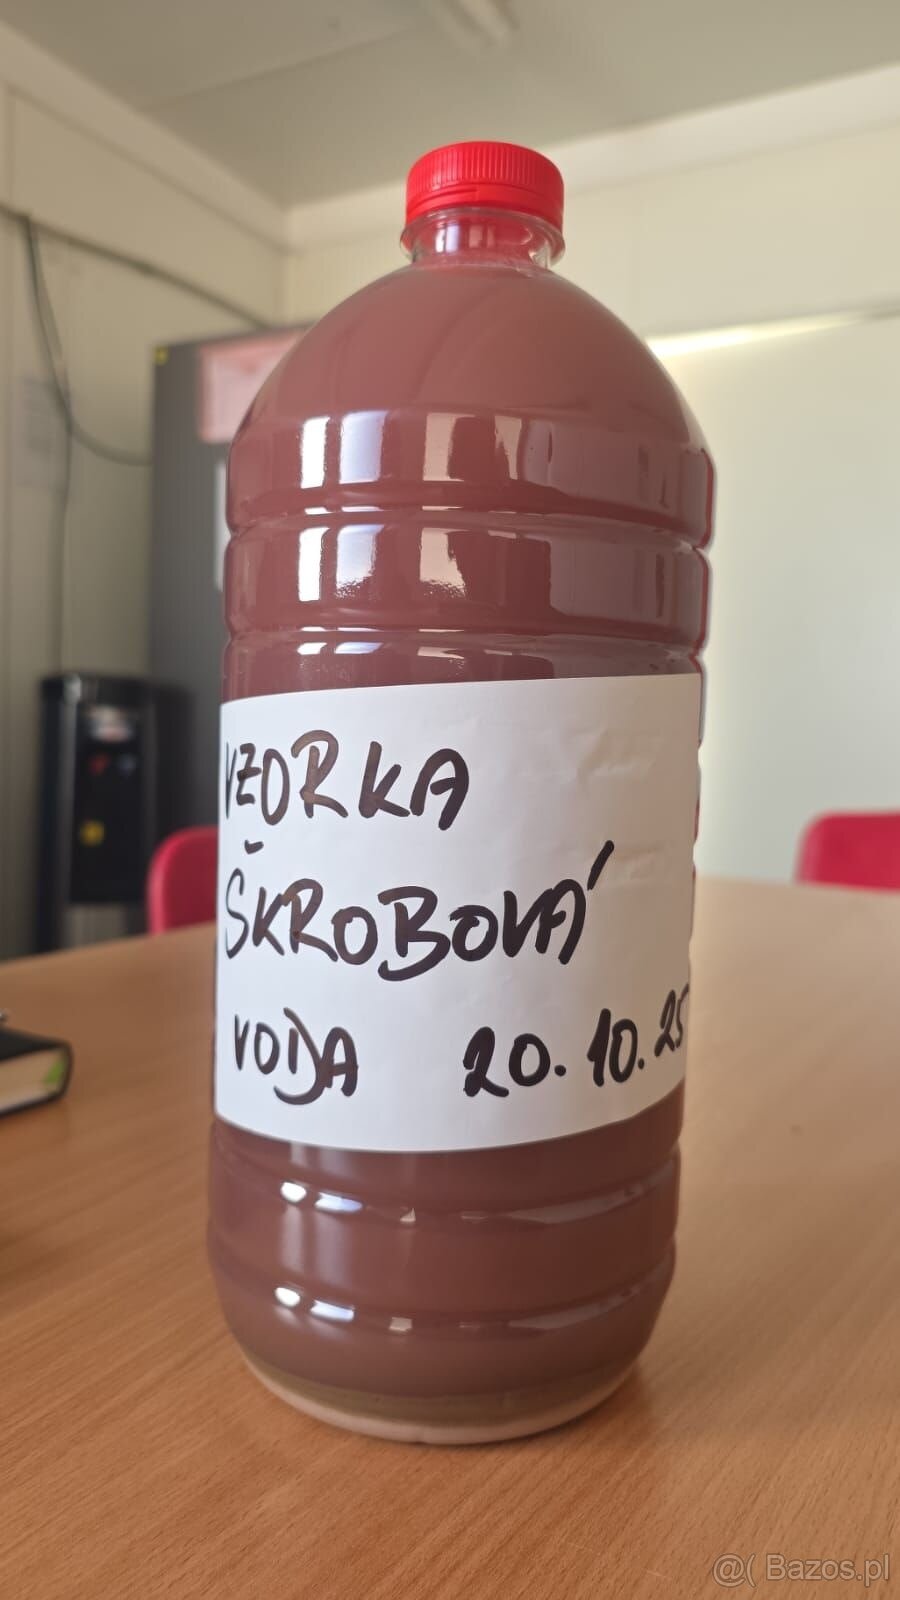 VZORKA
ŠKROBOVÁ
VODA 20.10.25
@( Bazos.pl